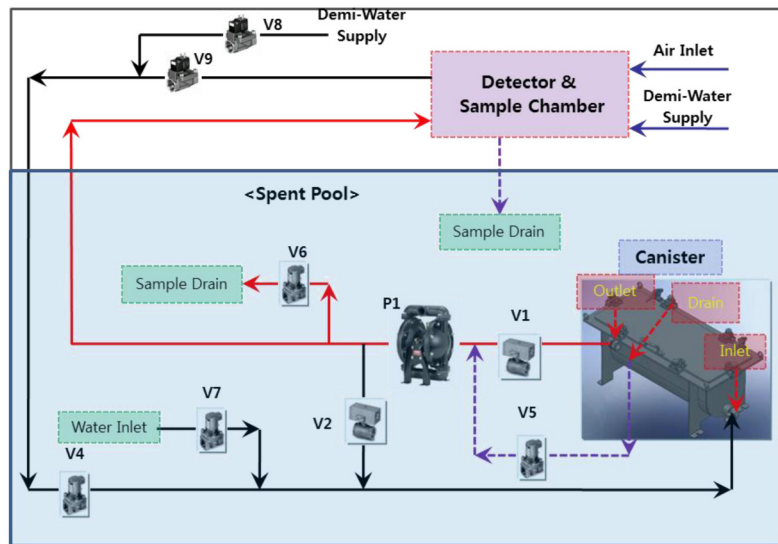 V8
Demi-Water
Supply
V9
Detector &
Sample Chamber
Air Inlet
Demi-Water
Supply
<Spent Pool>
Sample Drain
V6
Sample Drain
Canister
P1
V1
Outlet
Drain
Inlet
V7
V2
V5
Water Inlet
V4